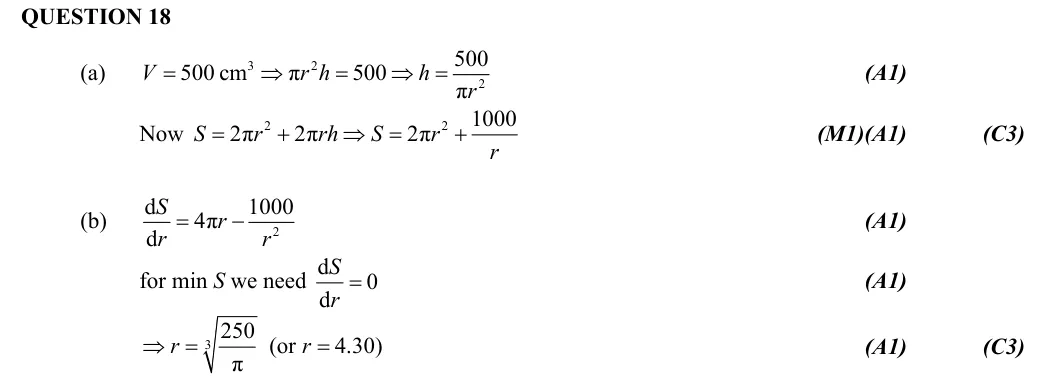 QUESTION 18
(a) V = 500 cm³ ⇒ πr²h = 500 ⇒ h = 500/πr² (A1)
Now S = 2πr² + 2πrh ⇒ S = 2πr² + 1000/r (M1)(A1) (C3)
(b) dS/dr = 4πr − 1000/r² (A1)
for min S we need dS/dr = 0 (A1)
⇒ r = ∛(250/π) (or r = 4.30) (A1) (C3)